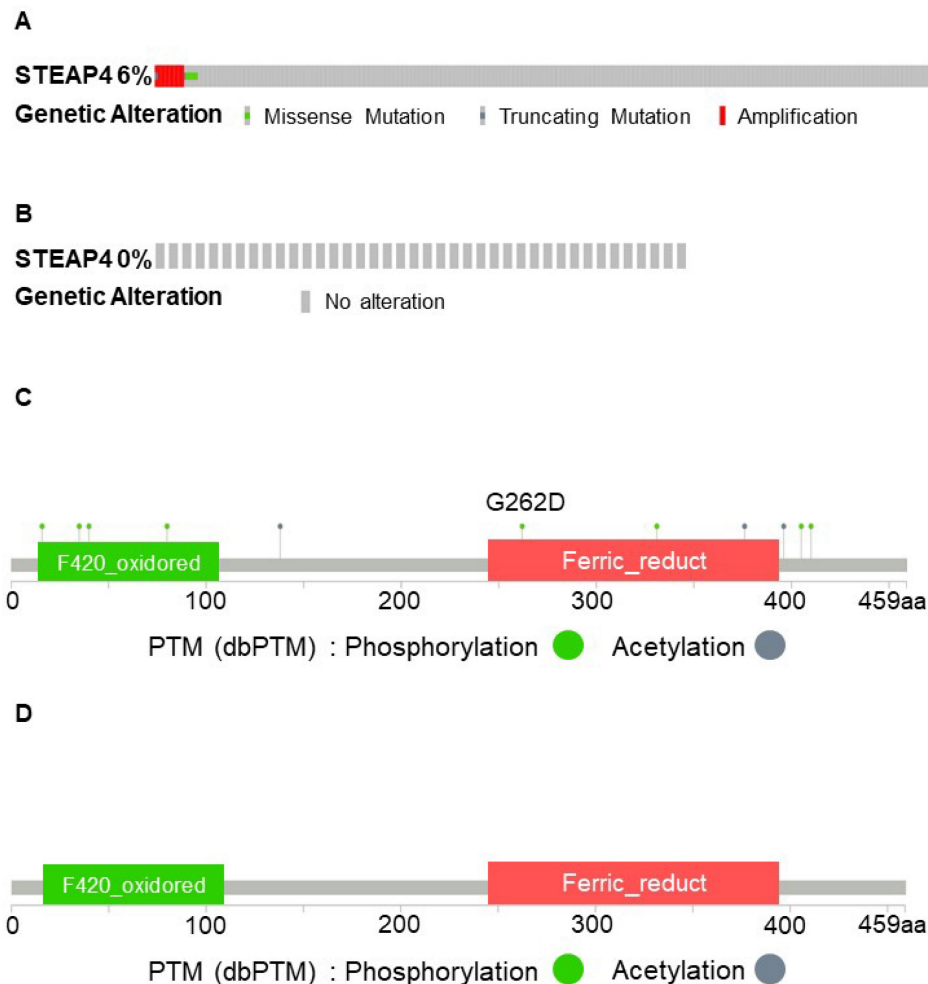 A
STEAP4 6%
Genetic Alteration Missense Mutation Truncating Mutation Amplification
B
STEAP4 0%
Genetic Alteration No alteration
C
G262D
F420_oxidored Ferric_reduct
0 100 200 300 400 459aa
PTM (dbPTM) : Phosphorylation Acetylation
D
F420_oxidored Ferric_reduct
0 100 200 300 400 459aa
PTM (dbPTM) : Phosphorylation Acetylation